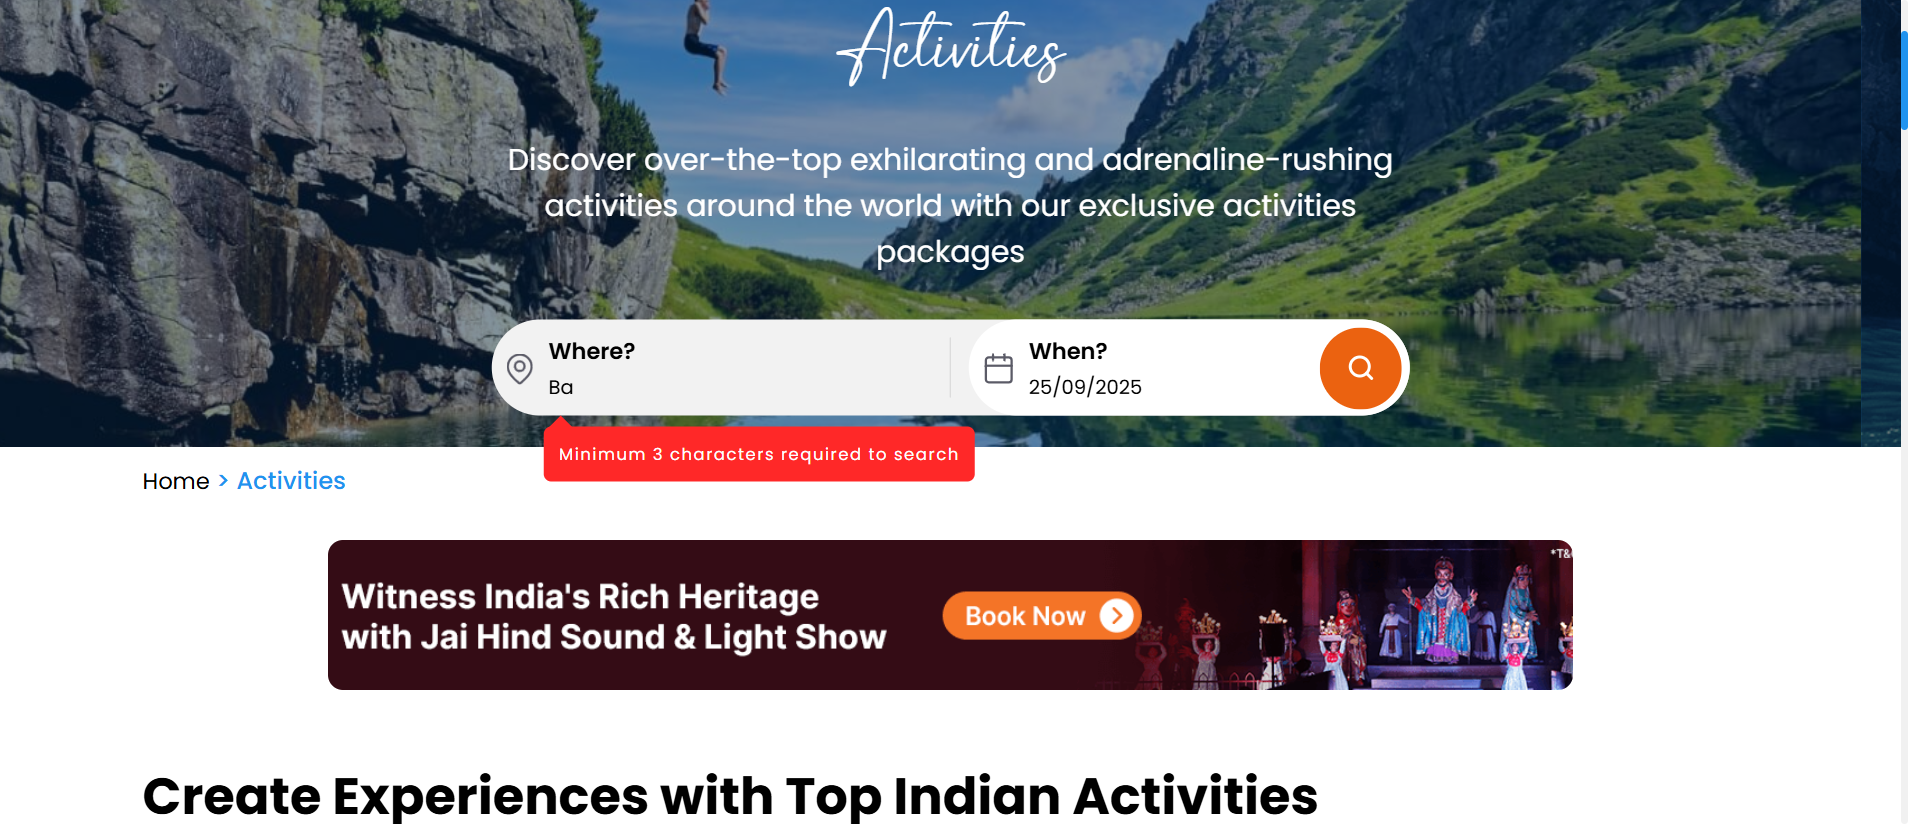 Activities
Discover over-the-top exhilarating and adrenaline-rushing
activities around the world with our exclusive activities
packages
Where?
Ba
When?
25/09/2025
Minimum 3 characters required to search
Home > Activities
*T&
Witness India's Rich Heritage
with Jai Hind Sound & Light Show
Book Now
Create Experiences with Top Indian Activities